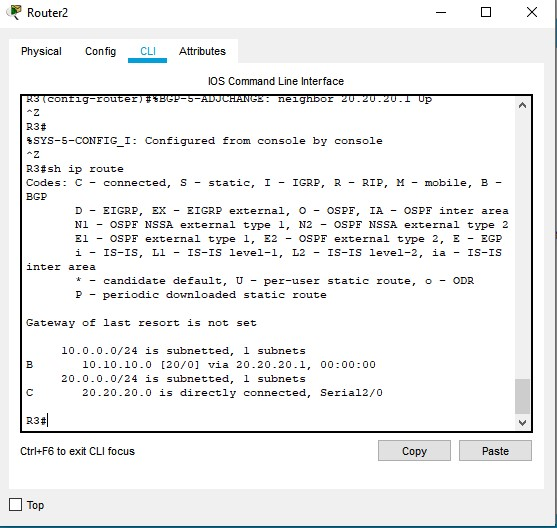 Router2
Physical Config CLI Attributes
IOS Command Line Interface
R3(config-router)#%BGP-5-ADJCHANGE: neighbor 20.20.20.1 Up
^Z
R3#
%SYS-5-CONFIG_I: Configured from console by console
^Z
R3#sh ip route
Codes: C - connected, S - static, I - IGRP, R - RIP, M - mobile, B -
BGP
D - EIGRP, EX - EIGRP external, O - OSPF, IA - OSPF inter area
N1 - OSPF NSSA external type 1, N2 - OSPF NSSA external type 2
E1 - OSPF external type 1, E2 - OSPF external type 2, E - EGP
i - IS-IS, L1 - IS-IS level-1, L2 - IS-IS level-2, ia - IS-IS
inter area
* - candidate default, U - per-user static route, o - ODR
P - periodic downloaded static route
Gateway of last resort is not set
10.0.0.0/24 is subnetted, 1 subnets
B 10.10.10.0 [20/0] via 20.20.20.1, 00:00:00
20.0.0.0/24 is subnetted, 1 subnets
C 20.20.20.0 is directly connected, Serial2/0
R3#
Ctrl+F6 to exit CLI focus
Copy Paste
Top